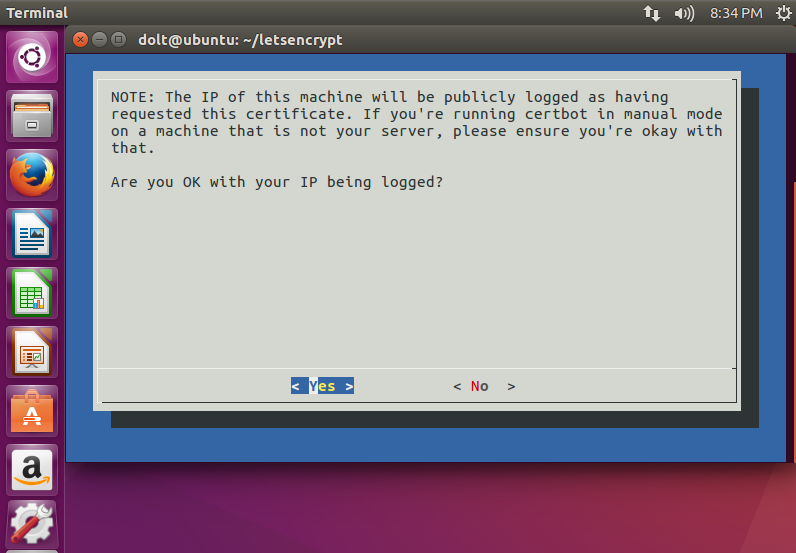 Terminal
8:34 PM
dolt@ubuntu: ~/letsencrypt
NOTE: The IP of this machine will be publicly logged as having
requested this certificate. If you're running certbot in manual mode
on a machine that is not your server, please ensure you're okay with
that.
Are you OK with your IP being logged?
< Yes > < No >